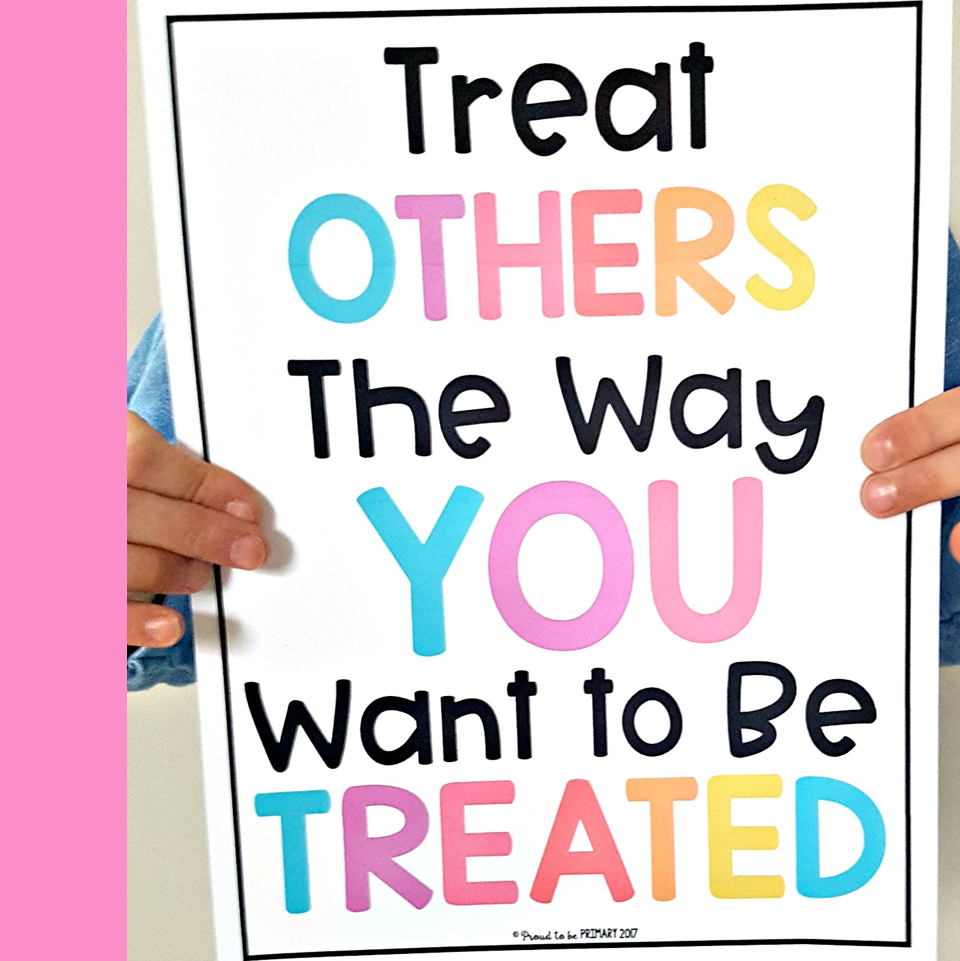 Treat
OTHERS
The Way
YOU
Want to Be
TREATED
© Proud to be PRIMARY 2017